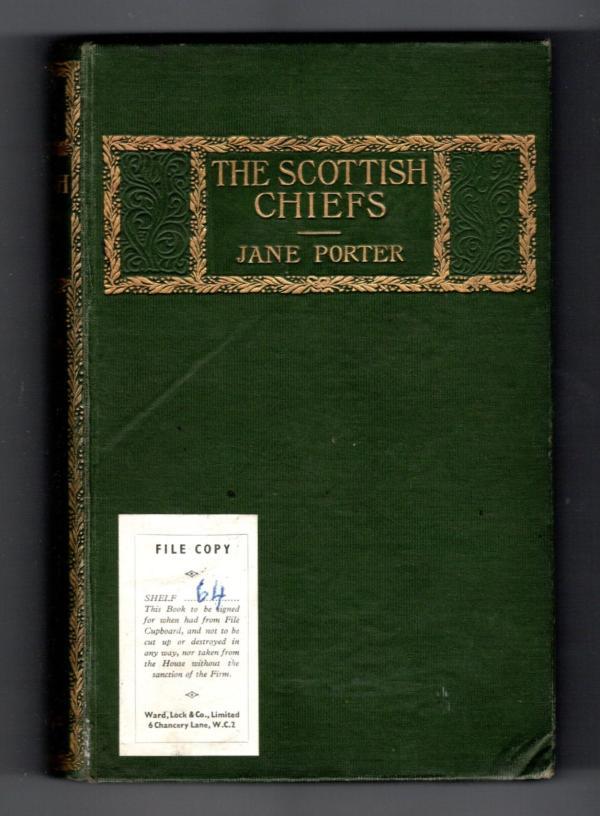 THE SCOTTISH
CHIEFS
JANE PORTER
FILE COPY
SHELF 64
This Book to be signed
for when had from File
Cupboard, and not to be
cut up or destroyed in
any way, nor taken from
the House without the
sanction of the Firm.
Ward, Lock & Co., Limited
6 Chancery Lane, W.C.2